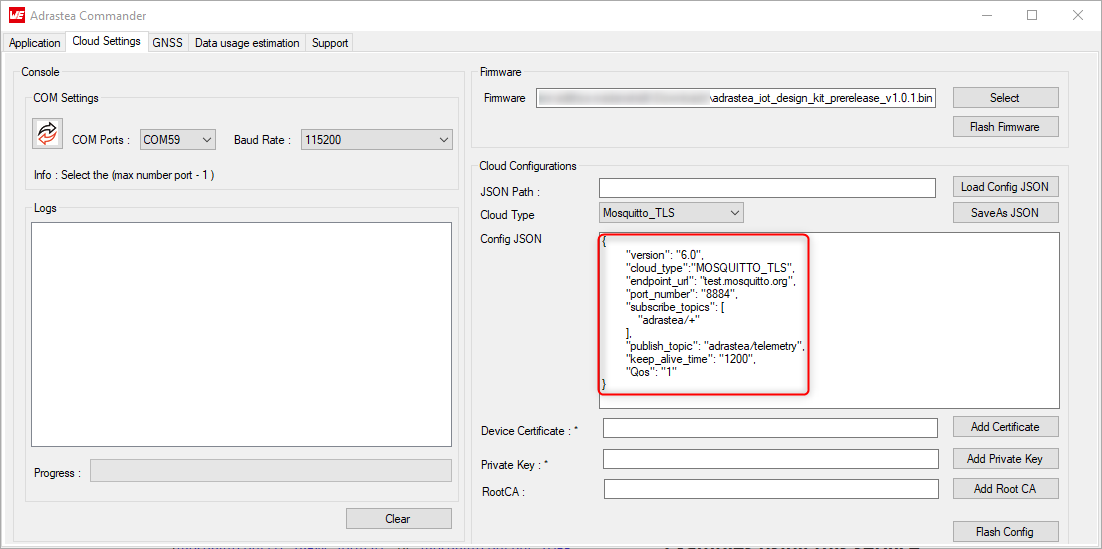 WE Adrastea Commander
Application Cloud Settings GNSS Data usage estimation Support
Console
COM Settings
COM Ports : COM59 Baud Rate : 115200
Info : Select the (max number port - 1 )
Logs
Progress :
Clear
Firmware
Firmware \adrastea_iot_design_kit_prerelease_v1.0.1.bin Select
Flash Firmware
Cloud Configurations
JSON Path : Load Config JSON
Cloud Type Mosquitto_TLS SaveAs JSON
Config JSON
{
"version": "6.0",
"cloud_type":"MOSQUITTO_TLS",
"endpoint_url": "test.mosquitto.org",
"port_number": "8884",
"subscribe_topics": [
"adrastea/+"
],
"publish_topic": "adrastea/telemetry",
"keep_alive_time": "1200",
"Qos": "1"
}
Device Certificate : * Add Certificate
Private Key : * Add Private Key
RootCA : Add Root CA
Flash Config